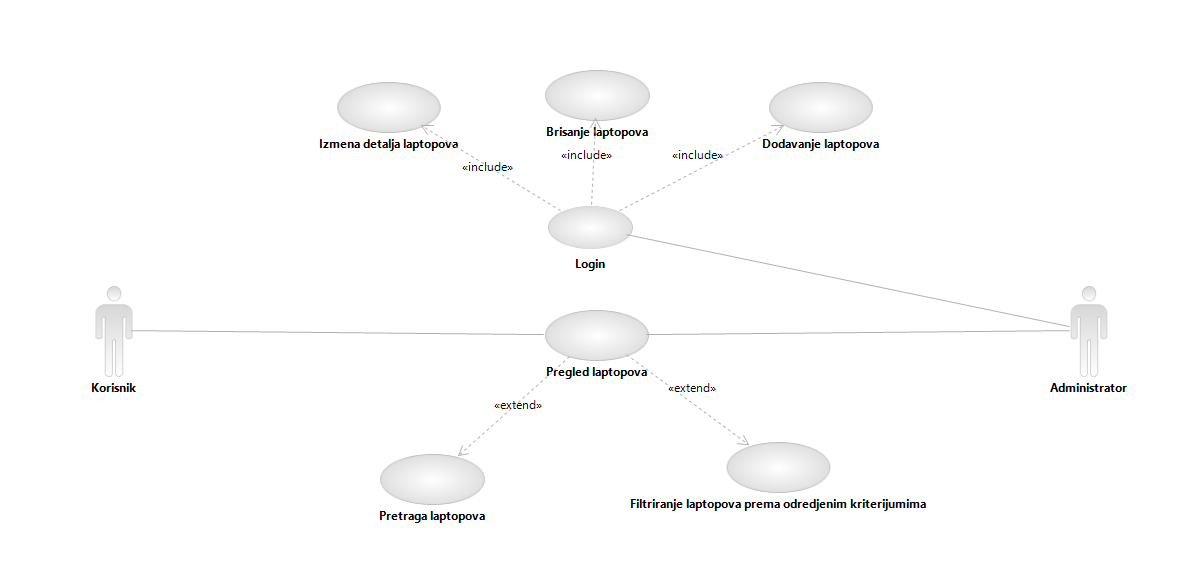 Brisanje laptopova
Izmena detalja laptopova
Dodavanje laptopova
«include»
«include»
«include»
Login
Pregled laptopova
Korisnik
Administrator
«extend»
«extend»
Filtriranje laptopova prema odredjenim kriterijumima
Pretraga laptopova